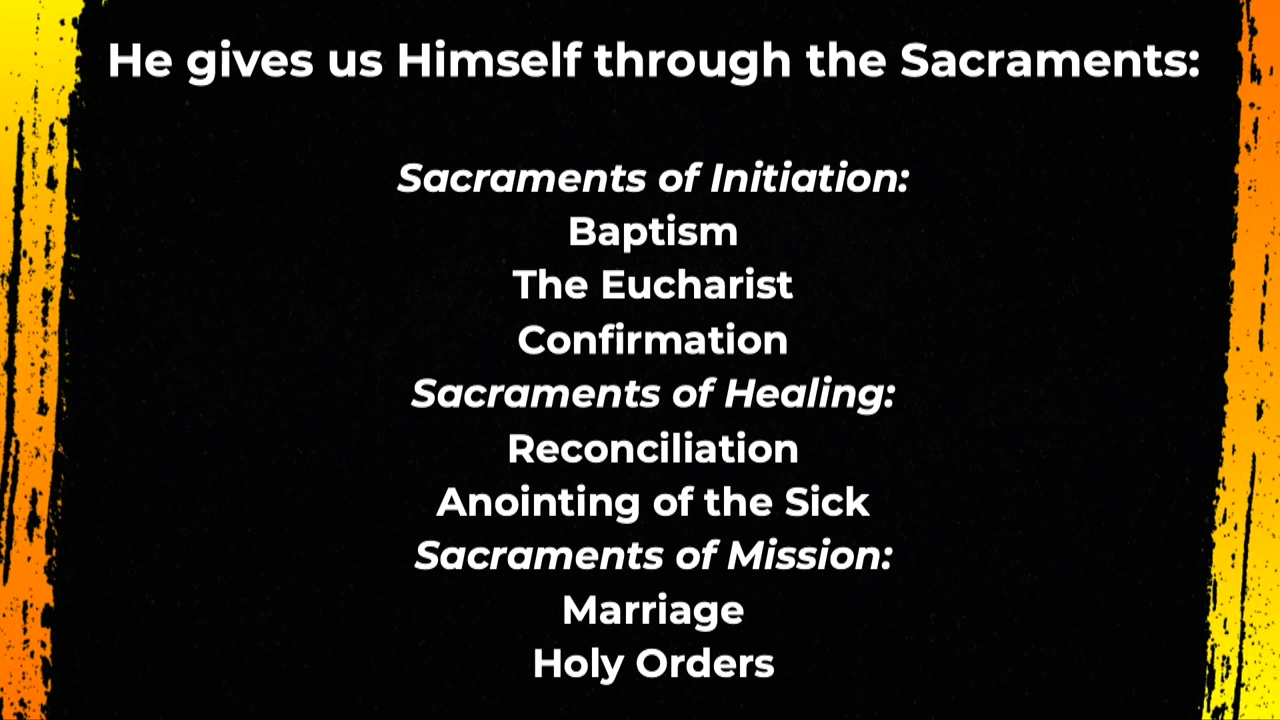 He gives us Himself through the Sacraments:
Sacraments of Initiation:
Baptism
The Eucharist
Confirmation
Sacraments of Healing:
Reconciliation
Anointing of the Sick
Sacraments of Mission:
Marriage
Holy Orders